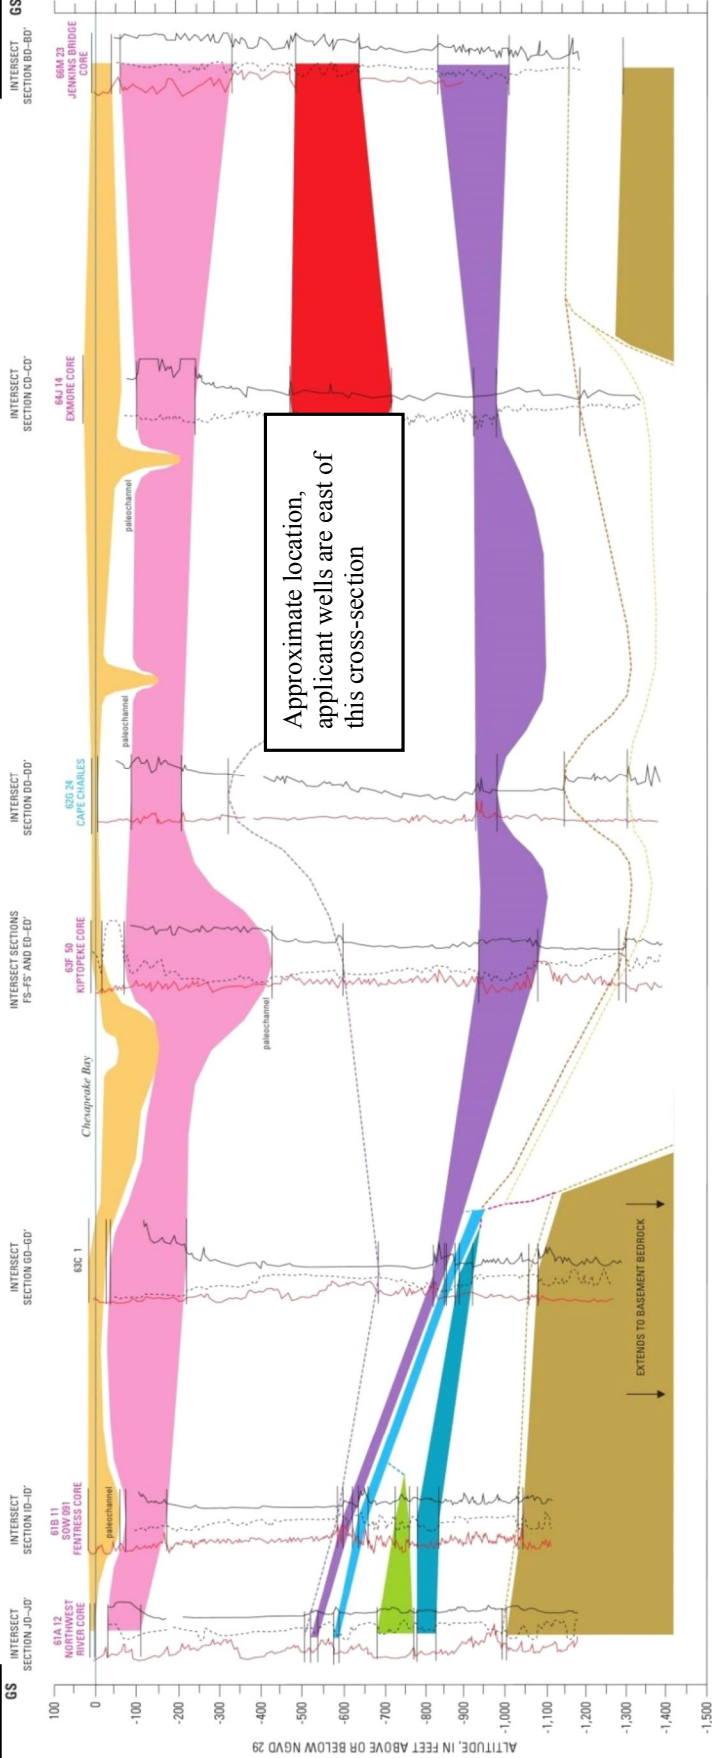 GS
GS
INTERSECT
SECTION JD–JD'
61A 12
NORTHWEST
RIVER CORE
INTERSECT
SECTION ID–ID'
61B 11
SOW 091
FENTRESS CORE
INTERSECT
SECTION GD–GD'
63C 1
INTERSECT SECTIONS
FS–FS' AND ED–ED'
63F 50
KIPTOPEKE CORE
INTERSECT
SECTION DD–DD'
62G 24
CAPE CHARLES
INTERSECT
SECTION CD–CD'
64J 14
EXMORE CORE
INTERSECT
SECTION BD–BD'
66M 23
JENKINS BRIDGE
CORE
Chesapeake Bay
paleochannel
paleochannel
paleochannel
paleochannel
Approximate location,
applicant wells are east of
this cross-section
EXTENDS TO BASEMENT BEDROCK
ALTITUDE, IN FEET ABOVE OR BELOW NGVD 29
100
0
-100
-200
-300
-400
-500
-600
-700
-800
-900
-1,000
-1,100
-1,200
-1,300
-1,400
-1,500